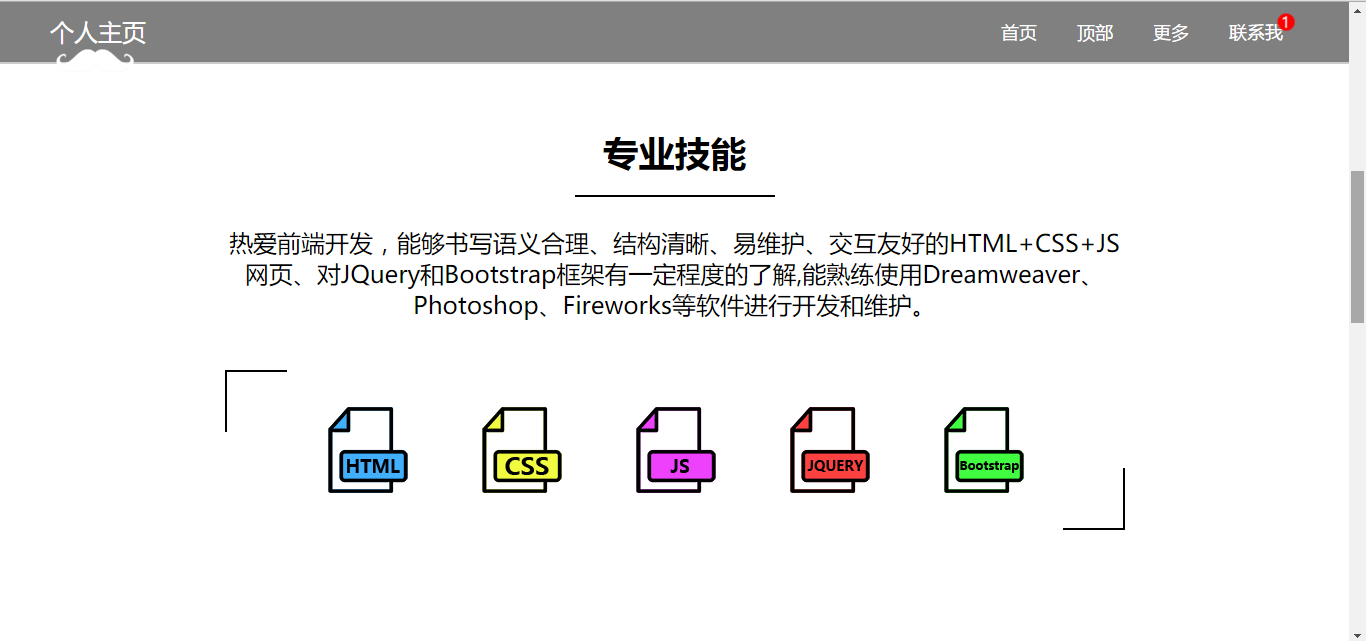 个人主页
首页 顶部 更多 联系我 1
专业技能
热爱前端开发，能够书写语义合理、结构清晰、易维护、交互友好的HTML+CSS+JS
网页、对JQuery和Bootstrap框架有一定程度的了解,能熟练使用Dreamweaver、
Photoshop、Fireworks等软件进行开发和维护。
HTML CSS JS JQUERY Bootstrap